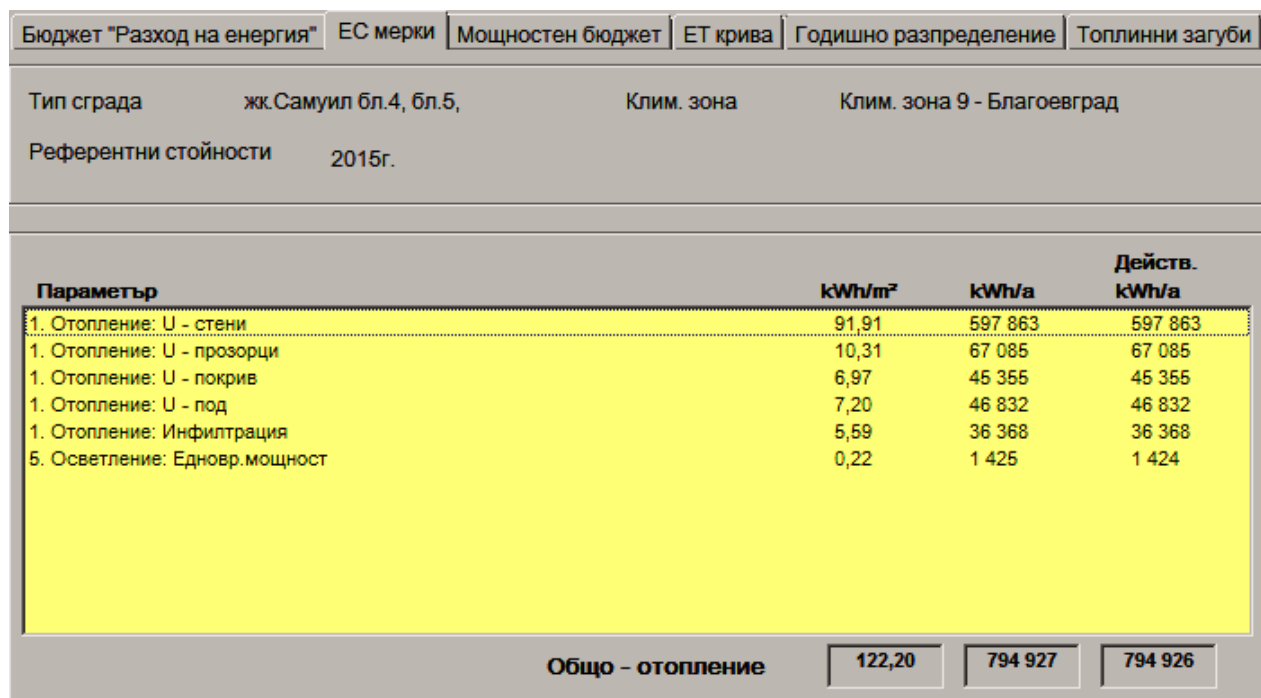 Бюджет "Разход на енергия" ЕС мерки Мощностен бюджет ЕТ крива Годишно разпределение Топлинни загуби
Тип сграда жк.Самуил бл.4, бл.5, Клим. зона Клим. зона 9 - Благоевград
Референтни стойности 2015г.
Действ.
Параметър kWh/m² kWh/a kWh/a
1. Отопление: U - стени 91,91 597 863 597 863
1. Отопление: U - прозорци 10,31 67 085 67 085
1. Отопление: U - покрив 6,97 45 355 45 355
1. Отопление: U - под 7,20 46 832 46 832
1. Отопление: Инфилтрация 5,59 36 368 36 368
5. Осветление: Едновр.мощност 0,22 1 425 1 424
Общо - отопление 122,20 794 927 794 926